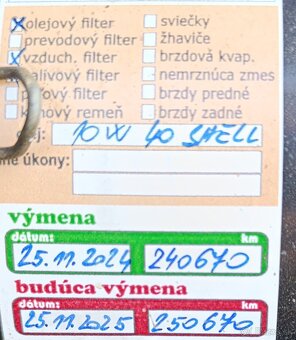 olejový filter
sviečky
prevodový filter
žhaviče
vzduch. filter
brzdová kvap.
palivový filter
nemrznúca zmes
filter
brzdy predné
remeň
brzdy zadné
10W 40 SHELL
né úkony:
výmena
dátum:
km
25.11.2024
240670
budúca výmena
dátum:
km
25.11.2025
250670